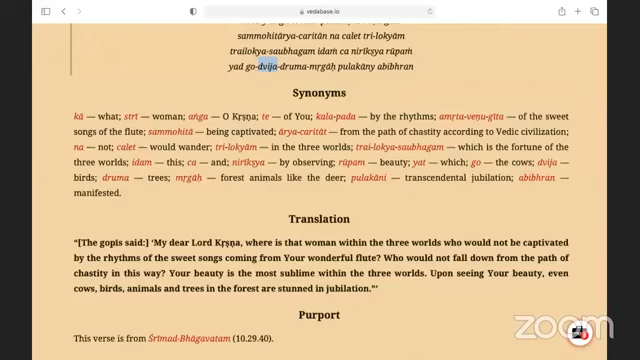 vedabase.io
sammohitārya-caritān na calet tri-lokyām
trailokya-saubhagam idaṁ ca nirīkṣya rūpaṁ
yad go-dvija-druma-mṛgāḥ pulakāny abibhran
Synonyms
kā — what; strī — woman; aṅga — O Kṛṣṇa; te — of You; kala-pada — by the rhythms; amṛta-veṇu-gīta — of the sweet
songs of the flute; sammohitā — being captivated; ārya-caritāt — from the path of chastity according to Vedic civilization;
na — not; calet — would wander; tri-lokyām — in the three worlds; trai-lokya-saubhagam — which is the fortune of the
three worlds; idam — this; ca — and; nirīkṣya — by observing; rūpam — beauty; yat — which; go — the cows; dvija —
birds; druma — trees; mṛgāḥ — forest animals like the deer; pulakāni — transcendental jubilation; abibhran —
manifested.
Translation
“[The gopīs said:] ‘My dear Lord Kṛṣṇa, where is that woman within the three worlds who would not be captivated
by the rhythms of the sweet songs coming from Your wonderful flute? Who would not fall down from the path of
chastity in this way? Your beauty is the most sublime within the three worlds. Upon seeing Your beauty, even
cows, birds, animals and trees in the forest are stunned in jubilation.”’
Purport
This verse is from Śrīmad-Bhāgavatam (10.29.40).
zoom